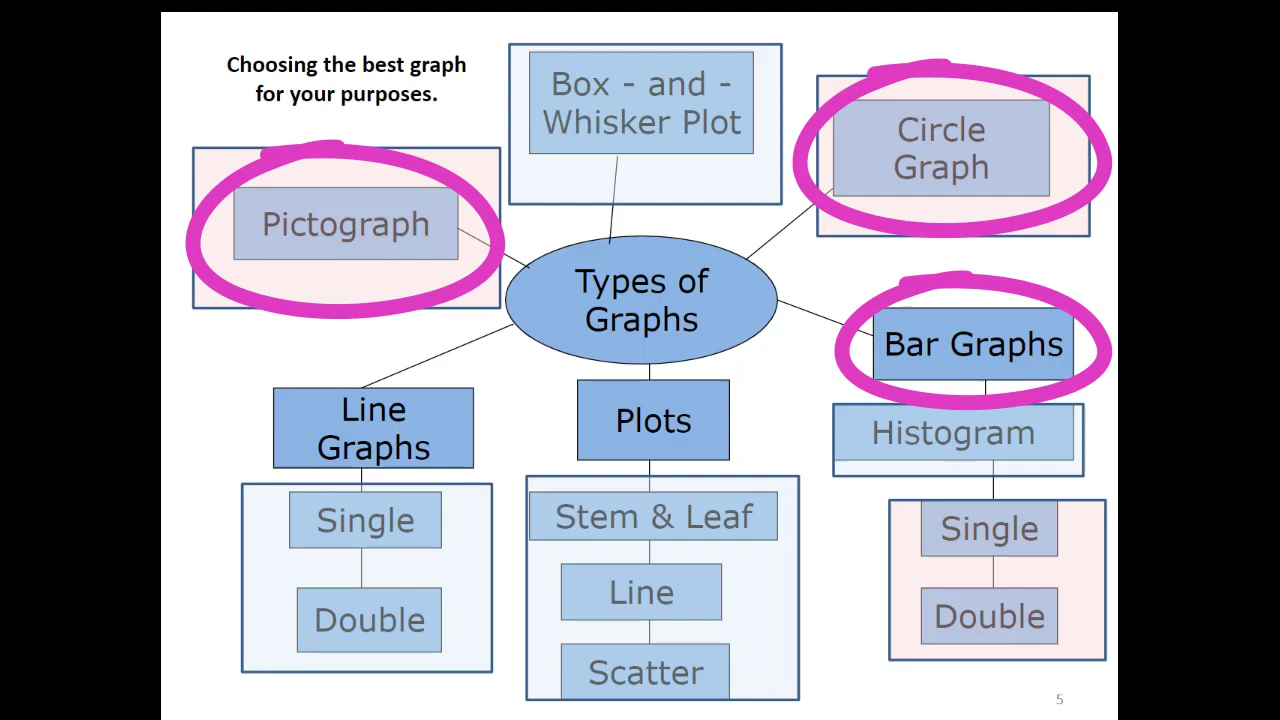 Choosing the best graph
for your purposes.
Box - and -
Whisker Plot
Circle
Graph
Pictograph
Types of
Graphs
Bar Graphs
Line
Graphs
Plots
Histogram
Single
Double
Stem & Leaf
Line
Scatter
Single
Double
5